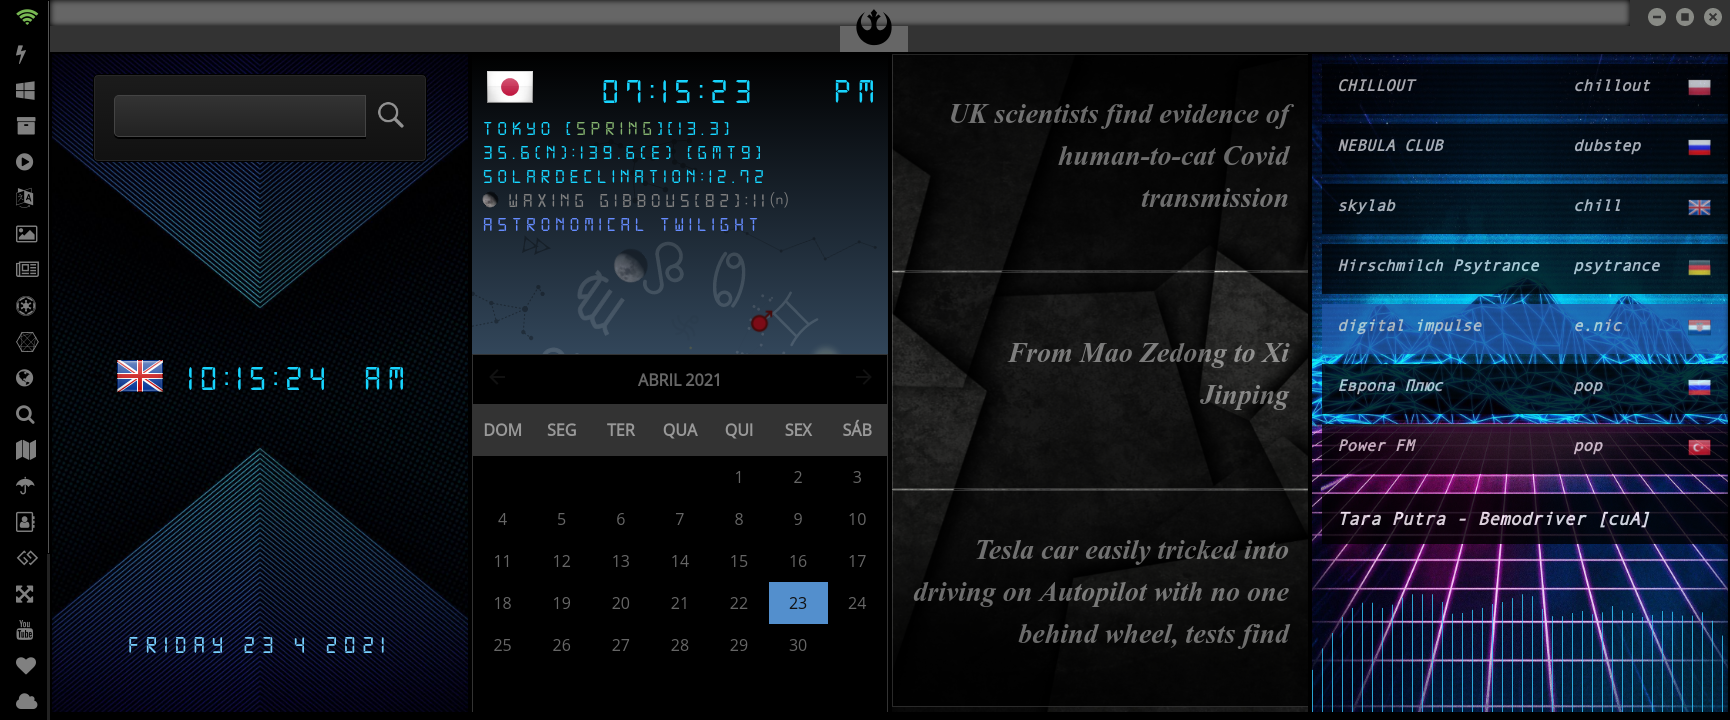 10:15:24 AM
FRIDAY 23 4 2021
07:15:23 PM
TOKYO [SPRING][13.3]
35.6(N):139.6(E) [GMT9]
SOLARDECLINATION:12.72
WAXING GIBBOUS[82]:11(n)
ASTRONOMICAL TWILIGHT
ABRIL 2021
DOM SEG TER QUA QUI SEX SÁB
1 2 3
4 5 6 7 8 9 10
11 12 13 14 15 16 17
18 19 20 21 22 23 24
25 26 27 28 29 30
UK scientists find evidence of
human-to-cat Covid
transmission
From Mao Zedong to Xi
Jinping
Tesla car easily tricked into
driving on Autopilot with no one
behind wheel, tests find
CHILLOUT chillout
NEBULA CLUB dubstep
skylab chill
Hirschmilch Psytrance psytrance
digital impulse e.nic
Европа Плюс pop
Power FM pop
Tara Putra - Bemodriver [cuA]
You
Tube